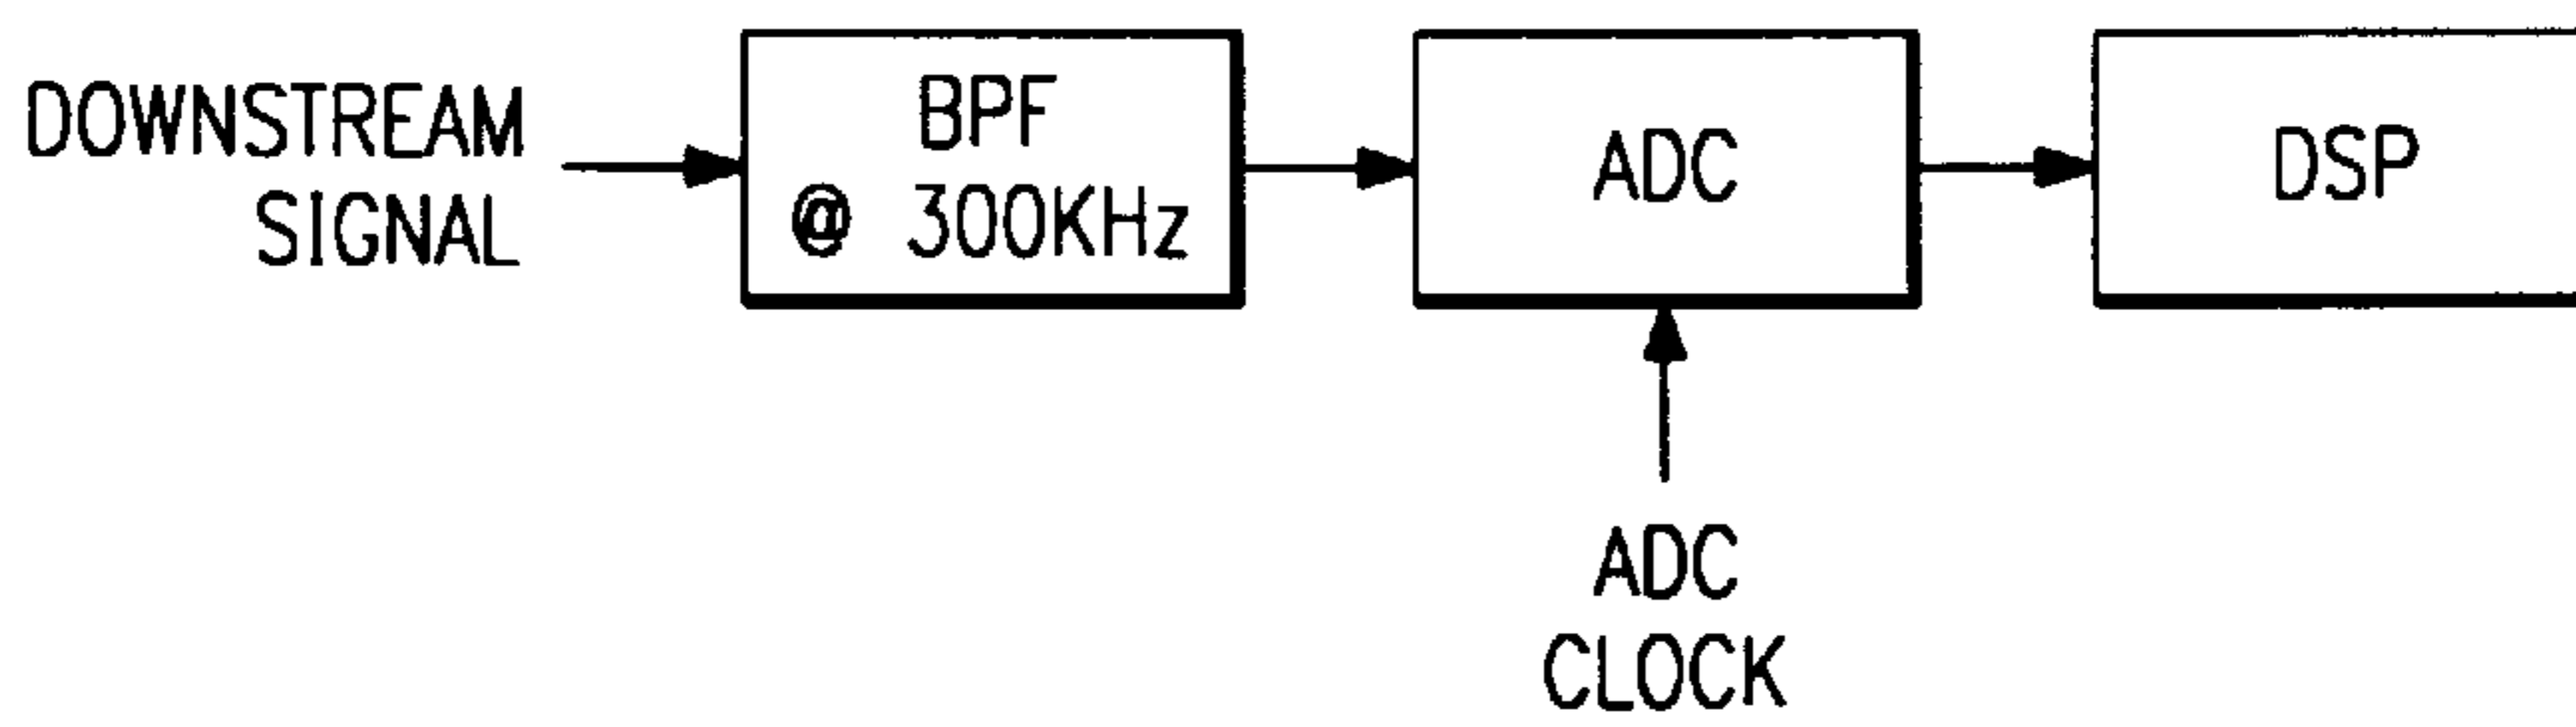 DOWNSTREAM
SIGNAL
BPF
@ 300KHz
ADC
DSP
ADC
CLOCK